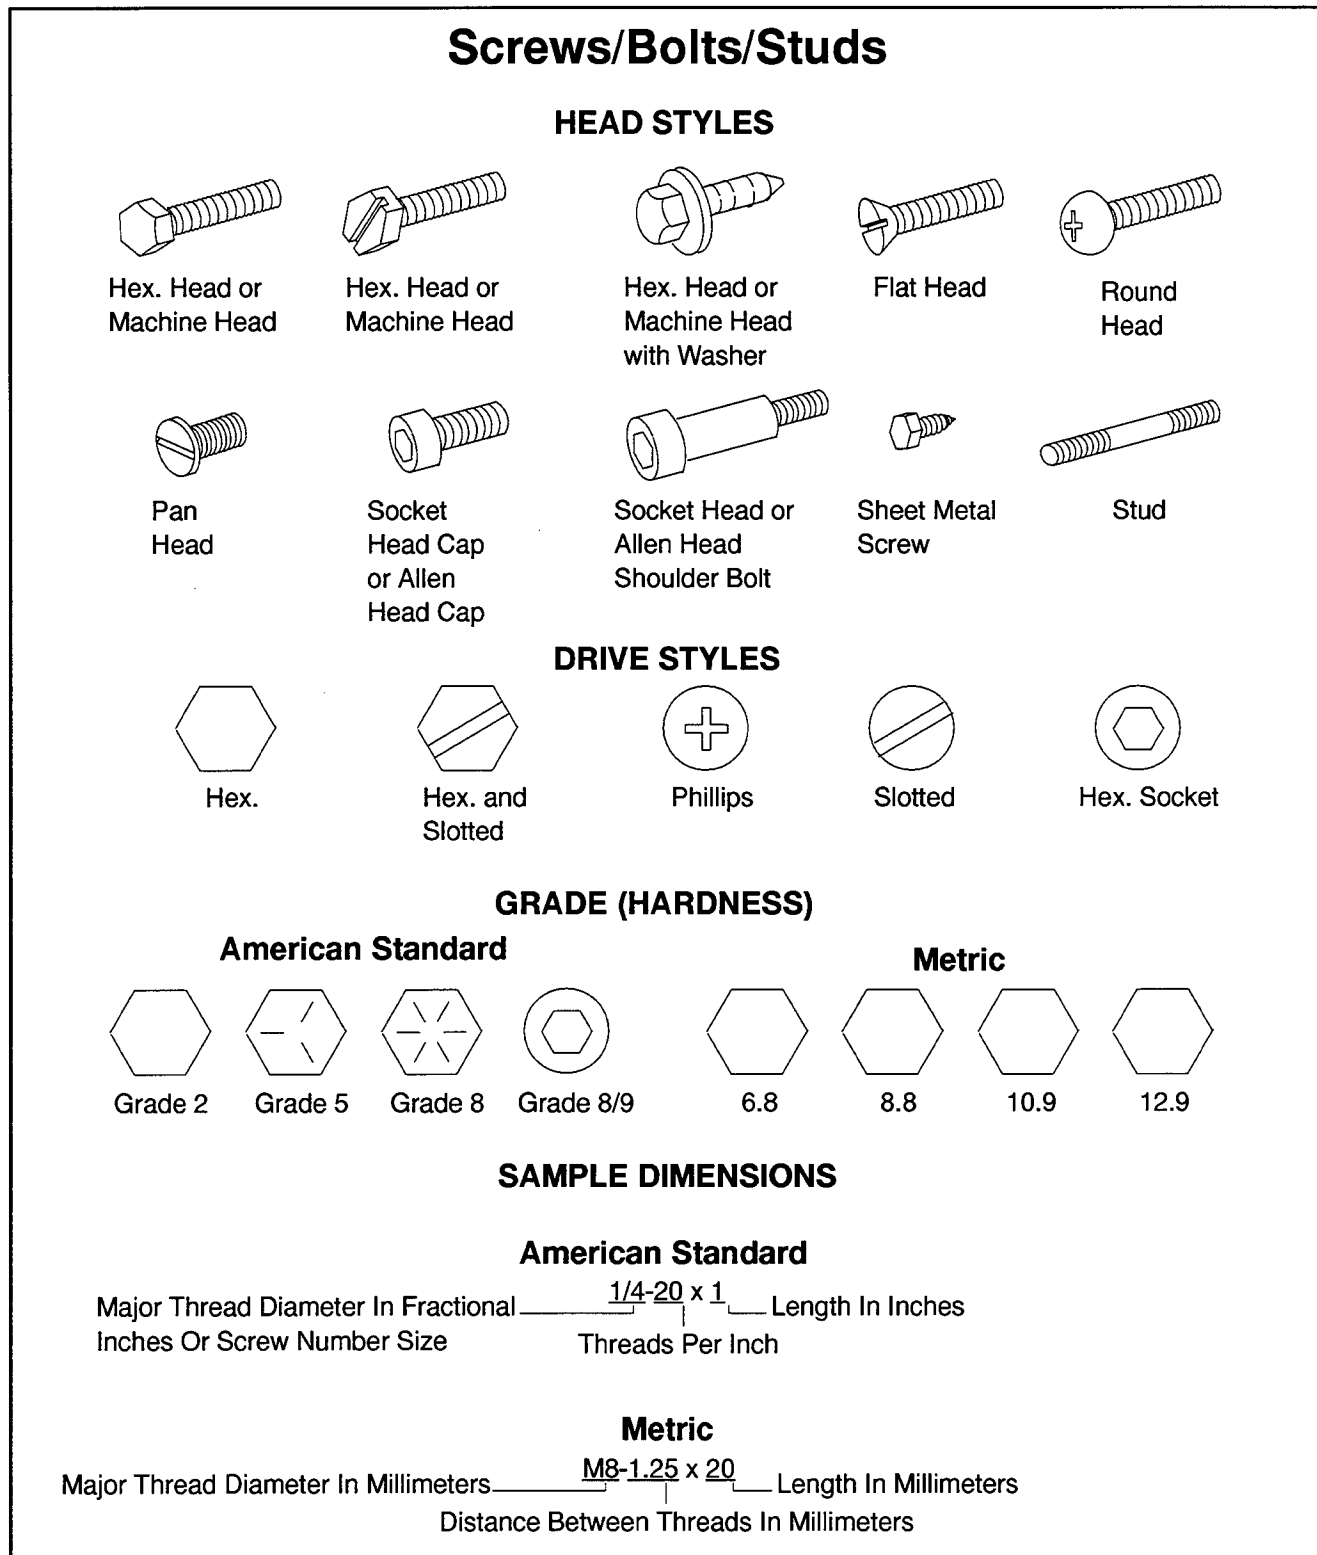 Screws/Bolts/Studs
HEAD STYLES
Hex. Head or
Machine Head
Hex. Head or
Machine Head
Hex. Head or
Machine Head
with Washer
Flat Head
Round
Head
Pan
Head
Socket
Head Cap
or Allen
Head Cap
Socket Head or
Allen Head
Shoulder Bolt
Sheet Metal
Screw
Stud
DRIVE STYLES
Hex.
Hex. and
Slotted
Phillips
Slotted
Hex. Socket
GRADE (HARDNESS)
American Standard
Grade 2
Grade 5
Grade 8
Grade 8/9
Metric
6.8
8.8
10.9
12.9
SAMPLE DIMENSIONS
American Standard
1/4-20 x 1
Major Thread Diameter In Fractional
Inches Or Screw Number Size
Length In Inches
Threads Per Inch
Metric
M8-1.25 x 20
Major Thread Diameter In Millimeters
Length In Millimeters
Distance Between Threads In Millimeters